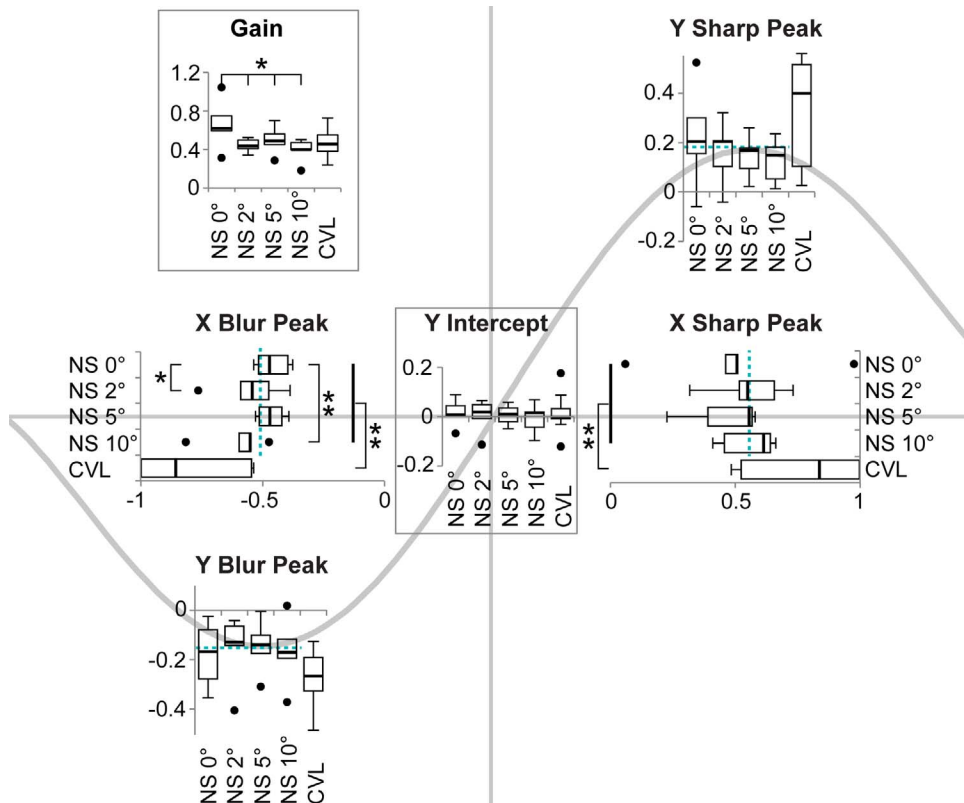 Gain
1.2
0.8
0.4
0
*
NS 0°
NS 2°
NS 5°
NS 10°
CVL
Y Sharp Peak
0.4
0.2
0
-0.2
NS 0°
NS 2°
NS 5°
NS 10°
CVL
X Blur Peak
NS 0°
NS 2°
NS 5°
NS 10°
CVL
*
**
**
-1
-0.5
0
Y Intercept
0.2
0
-0.2
NS 0°
NS 2°
NS 5°
NS 10°
CVL
X Sharp Peak
**
NS 0°
NS 2°
NS 5°
NS 10°
CVL
0
0.5
1
Y Blur Peak
0
-0.2
-0.4
NS 0°
NS 2°
NS 5°
NS 10°
CVL